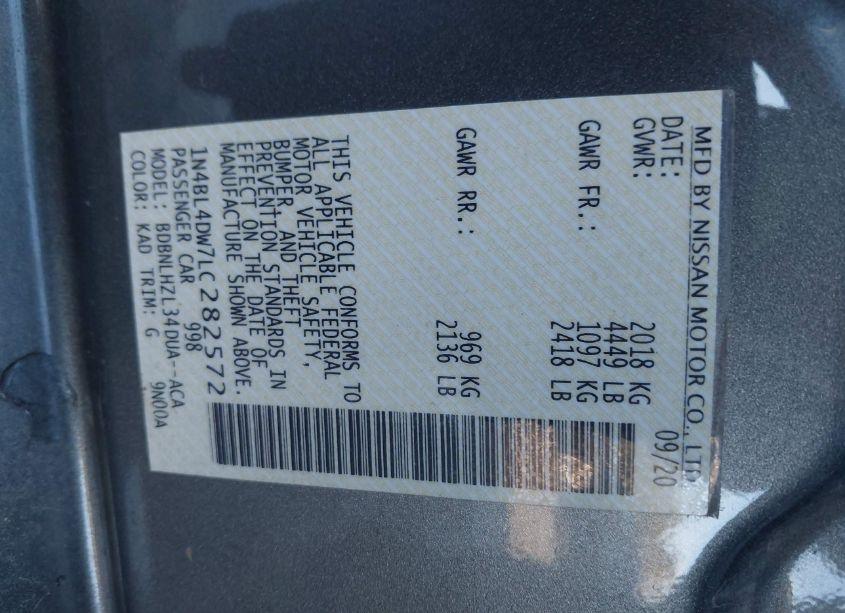 MFD BY NISSAN MOTOR CO., LTD.
DATE: 09/20
GVWR: 2018 KG
4449 LB
GAWR FR.: 1097 KG
2418 LB
GAWR RR.: 969 KG
2136 LB
THIS VEHICLE CONFORMS TO
ALL APPLICABLE FEDERAL
MOTOR VEHICLE SAFETY,
BUMPER, AND THEFT
PREVENTION STANDARDS IN
EFFECT ON THE DATE OF
MANUFACTURE SHOWN ABOVE.
1N4BL4DW7LC282572
PASSENGER CAR 998
MODEL: BDBNLHZL34DUA--ACA
COLOR: KAD TRIM: G 9N00A